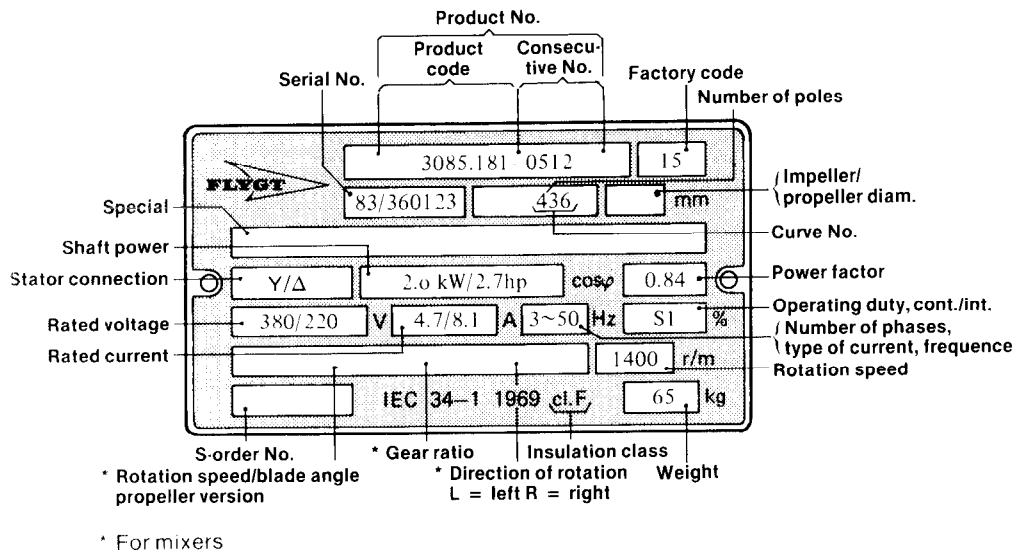 Product No.
Product code
Consecu-
tive No.
Serial No.
Factory code
Number of poles
3085.181 0512
15
FLYGT
83/360123
436
mm
Impeller/
propeller diam.
Special
Curve No.
Shaft power
Stator connection
Y/Δ
2.0 kW/2.7hp
cosφ
0.84
Power factor
Operating duty, cont./int.
Rated voltage
380/220 V
4.7/8.1 A
3~50 Hz
S1 %
Number of phases,
type of current, frequence
Rated current
1400 r/m
Rotation speed
IEC 34-1 1969 cl.F.
65 kg
S-order No.
* Gear ratio
Insulation class
* Rotation speed/blade angle
propeller version
* Direction of rotation
L = left R = right
Weight
* For mixers